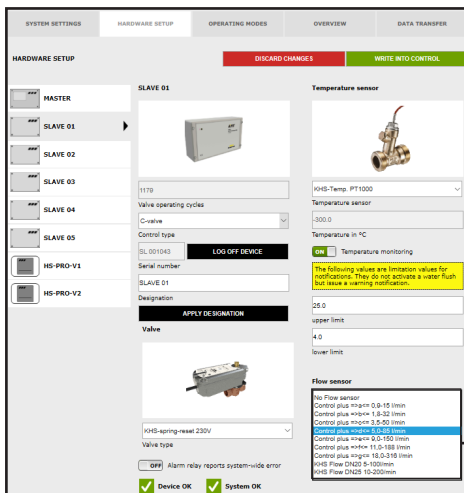 SYSTEM SETTINGS
HARDWARE SETUP
OPERATING MODES
OVERVIEW
DATA TRANSFER
HARDWARE SETUP
DISCARD CHANGES
WRITE INTO CONTROL
MASTER
SLAVE 01
SLAVE 02
SLAVE 03
SLAVE 04
SLAVE 05
HS-PRO-V1
HS-PRO-V2
SLAVE 01
1179
Valve operating cycles
C-valve
Control type
SL.001043
LOG OFF DEVICE
Serial number
SLAVE 01
Designation
APPLY DESIGNATION
Valve
KHS-spring-reset 230V
Valve type
OFF Alarm relay reports system-wide error
Device OK
System OK
Temperature sensor
KHS-Temp. PT1000
Temperature sensor
-300.0
Temperature in °C
ON Temperature monitoring
The following values are limitation values for
notifications. They do not activate a water flush
but issue a warning notification.
25.0
upper limit
4.0
lower limit
Flow sensor
No Flow sensor
Control plus =>a<= 0,9-15 l/min
Control plus =>b<= 1,8-32 l/min
Control plus =>c<= 3,5-50 l/min
Control plus =>d<= 5,0-85 l/min
Control plus =>e<= 9,0-150 l/min
Control plus =>f<= 11,0-188 l/min
Control plus =>g<= 18,0-316 l/min
KHS Flow DN20 5-100l/min
KHS Flow DN25 10-200l/min